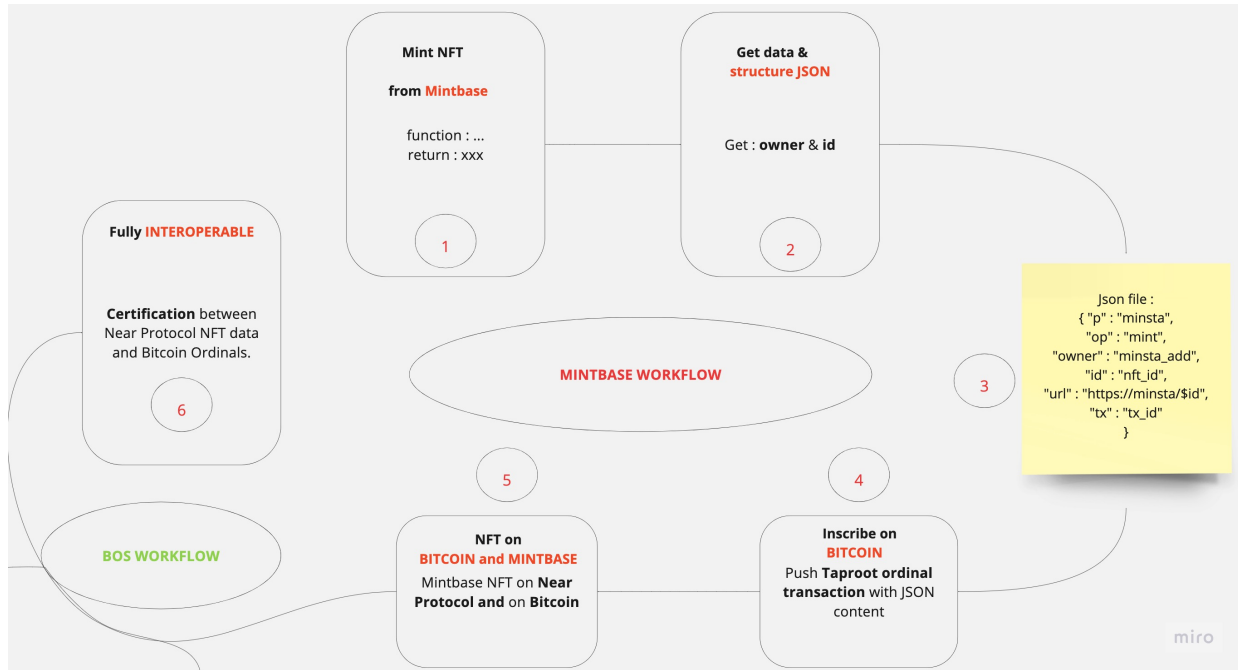 Mint NFT
from Mintbase
function : ...
return : xxx
1
Get data &
structure JSON
Get : owner & id
2
Json file :
{ "p" : "minsta",
"op" : "mint",
"owner" : "minsta_add",
"id" : "nft_id",
"url" : "https://minsta/$id",
"tx" : "tx_id"
}
3
MINTBASE WORKFLOW
4
Inscribe on
BITCOIN
Push Taproot ordinal
transaction with JSON
content
5
NFT on
BITCOIN and MINTBASE
Mintbase NFT on Near
Protocol and on Bitcoin
Fully INTEROPERABLE
Certification between
Near Protocol NFT data
and Bitcoin Ordinals.
6
BOS WORKFLOW
miro